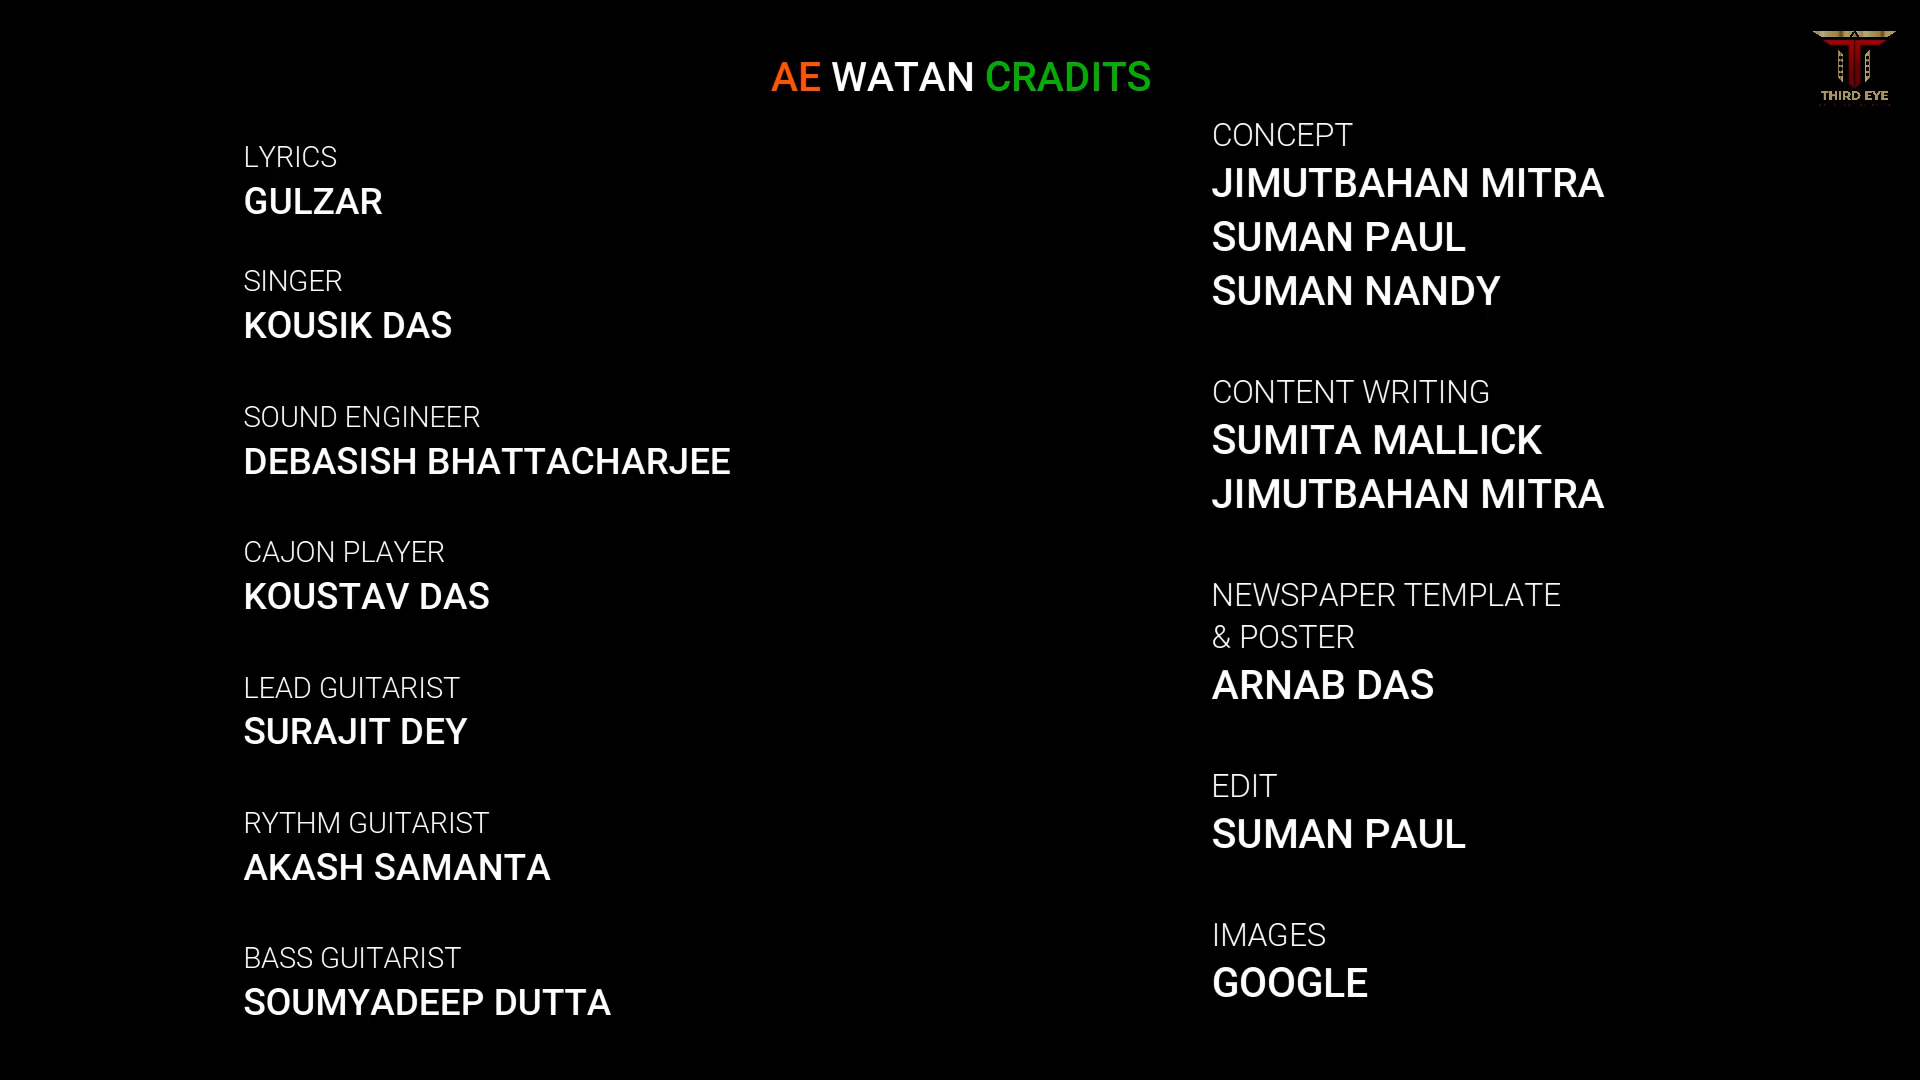 AE WATAN CRADITS
THIRD EYE
LYRICS
GULZAR
SINGER
KOUSIK DAS
SOUND ENGINEER
DEBASISH BHATTACHARJEE
CAJON PLAYER
KOUSTAV DAS
LEAD GUITARIST
SURAJIT DEY
RYTHM GUITARIST
AKASH SAMANTA
BASS GUITARIST
SOUMYADEEP DUTTA
CONCEPT
JIMUTBAHAN MITRA
SUMAN PAUL
SUMAN NANDY
CONTENT WRITING
SUMITA MALLICK
JIMUTBAHAN MITRA
NEWSPAPER TEMPLATE
& POSTER
ARNAB DAS
EDIT
SUMAN PAUL
IMAGES
GOOGLE